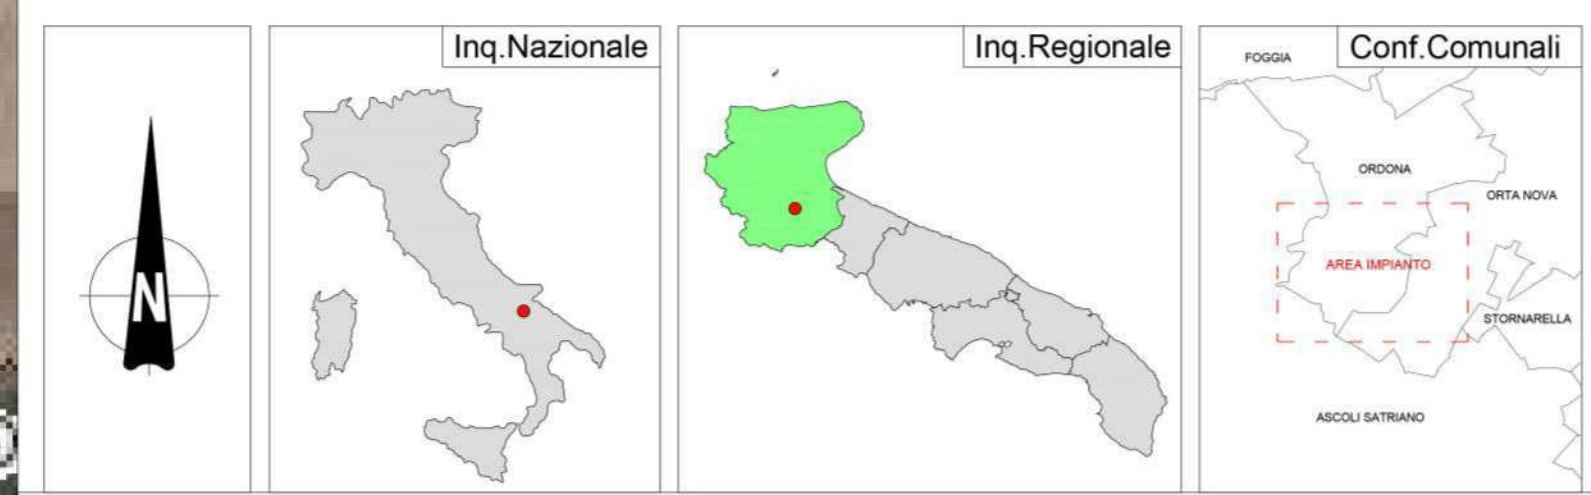 Inq.Nazionale
Inq.Regionale
Conf.Comunali
FOGGIA
ORDONA
ORTA NOVA
AREA IMPIANTO
STORNARELLA
ASCOLI SATRIANO
N